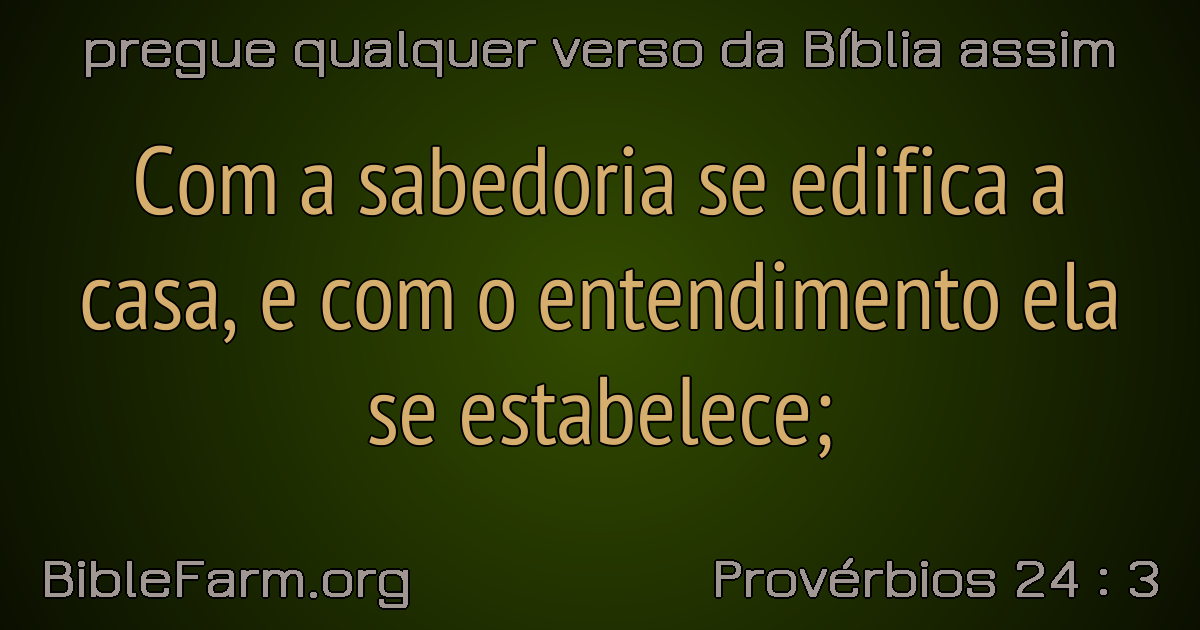 pregue qualquer verso da Bíblia assim
Com a sabedoria se edifica a
casa, e com o entendimento ela
se estabelece;
BibleFarm.org
Provérbios 24 : 3